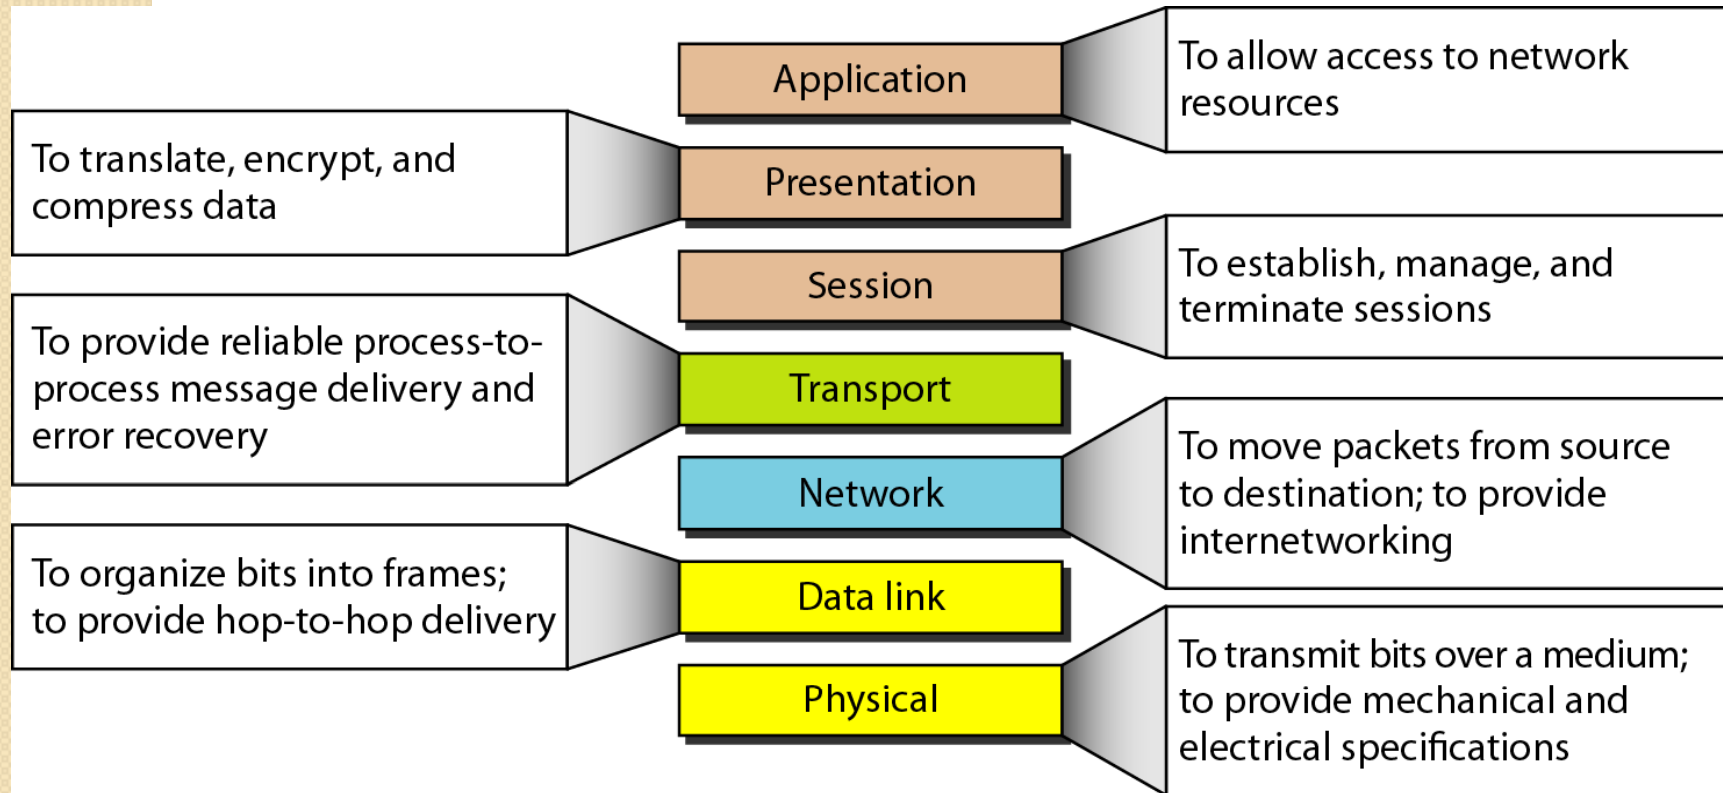 Application
To allow access to network
resources
To translate, encrypt, and
compress data
Presentation
Session
To establish, manage, and
terminate sessions
To provide reliable process-to-
process message delivery and
error recovery
Transport
Network
To move packets from source
to destination; to provide
internetworking
To organize bits into frames;
to provide hop-to-hop delivery
Data link
Physical
To transmit bits over a medium;
to provide mechanical and
electrical specifications